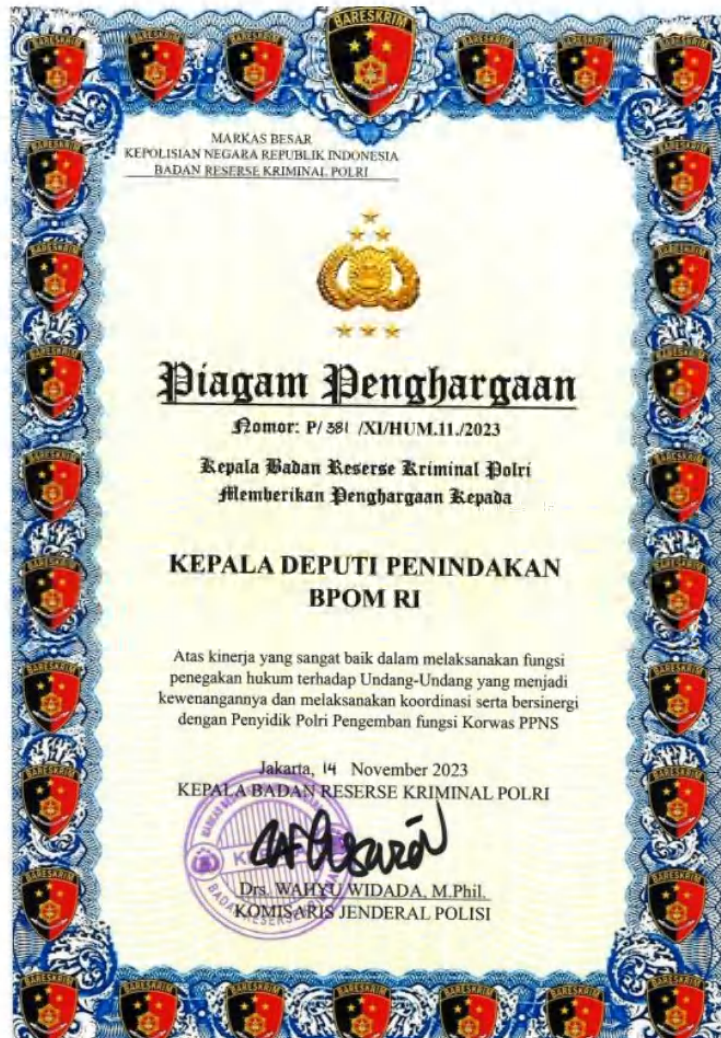 BARESKRIM
MARKAS BESAR
KEPOLISIAN NEGARA REPUBLIK INDONESIA
BADAN RESERSE KRIMINAL POLRI
Piagam Penghargaan
Nomor: P/ 381 /XI/HUM.11./2023
Kepala Badan Reserse Kriminal Polri
Memberikan Penghargaan Kepada
KEPALA DEPUTI PENINDAKAN
BPOM RI
Atas kinerja yang sangat baik dalam melaksanakan fungsi
penegakan hukum terhadap Undang-Undang yang menjadi
kewenangannya dan melaksanakan koordinasi serta bersinergi
dengan Penyidik Polri Pengemban fungsi Korwas PPNS
Jakarta, 14 November 2023
KEPALA BADAN RESERSE KRIMINAL POLRI
Drs. WAHYU WIDADA, M.Phil.
KOMISARIS JENDERAL POLISI